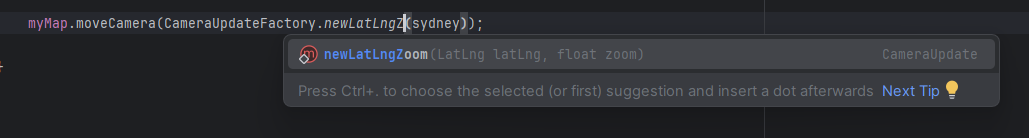 myMap.moveCamera(CameraUpdateFactory.newLatLngZ(sydney));
m newLatLngZoom(LatLng latLng, float zoom) CameraUpdate
Press Ctrl+. to choose the selected (or first) suggestion and insert a dot afterwards Next Tip